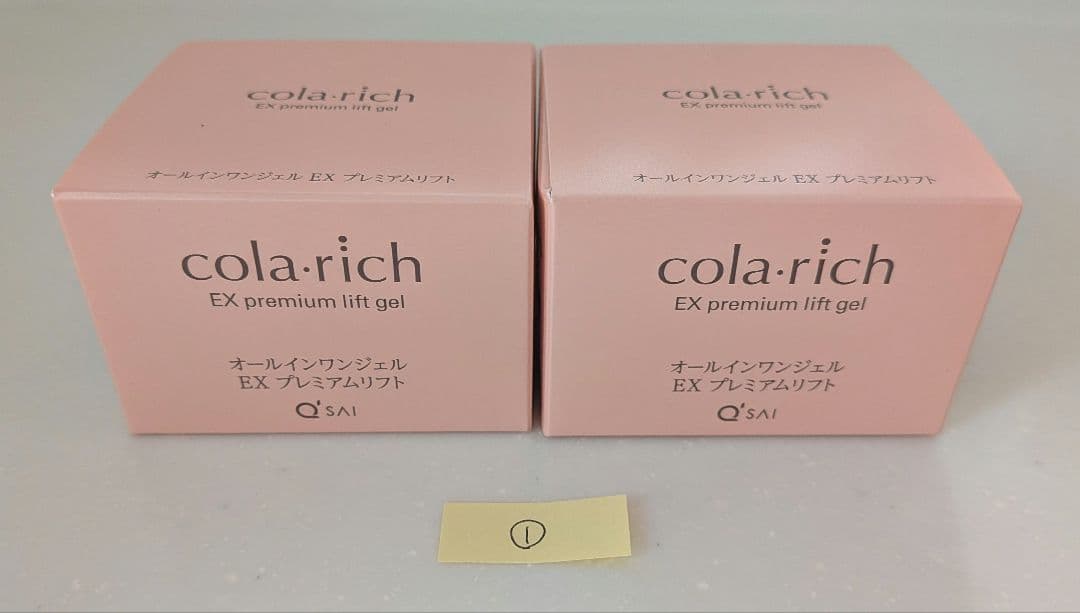 cola·rich
EX premium lift gel
オールインワンジェル EX プレミアムリフト
cola·rich
EX premium lift gel
オールインワンジェル
EX プレミアムリフト
Q'SAI
cola·rich
EX premium lift gel
オールインワンジェル EX プレミアムリフト
cola·rich
EX premium lift gel
オールインワンジェル
EX プレミアムリフト
Q'SAI
①